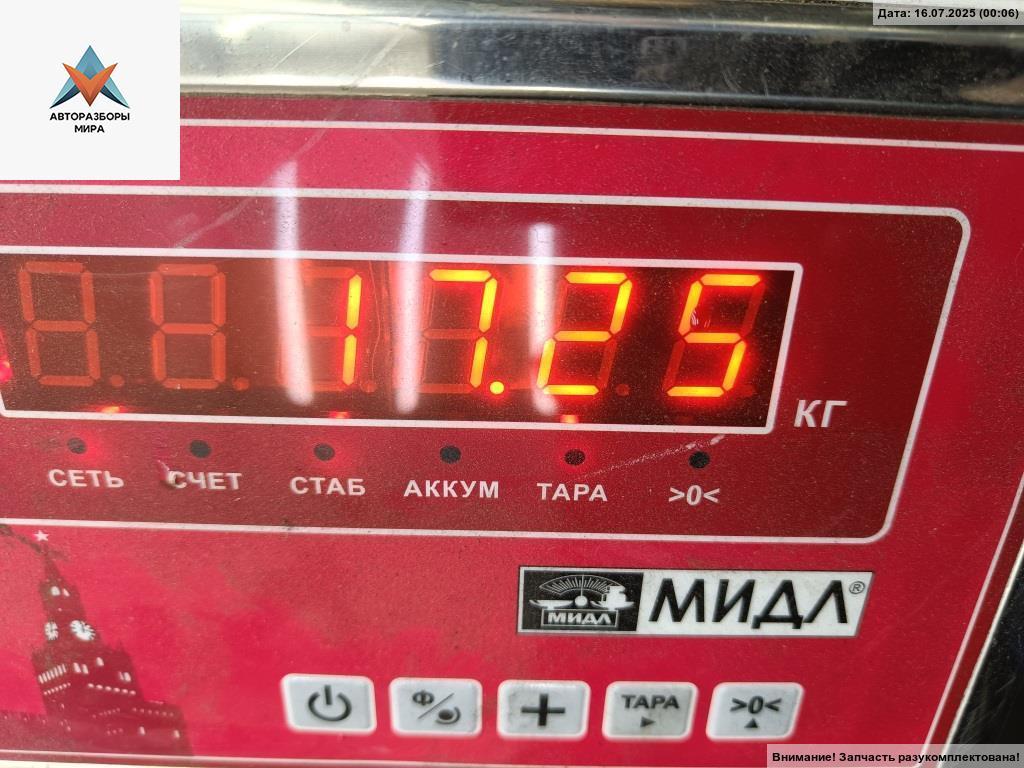 Дата: 16.07.2025 (00:06)
АВТОРАЗБОРЫ
МИРА
17.25
КГ
СЕТЬ СЧЕТ СТАБ АККУМ ТАРА >0<
МИДЛ МИДЛ®
Ф ТАРА >0<
Внимание! Запчасть разукомплектована!